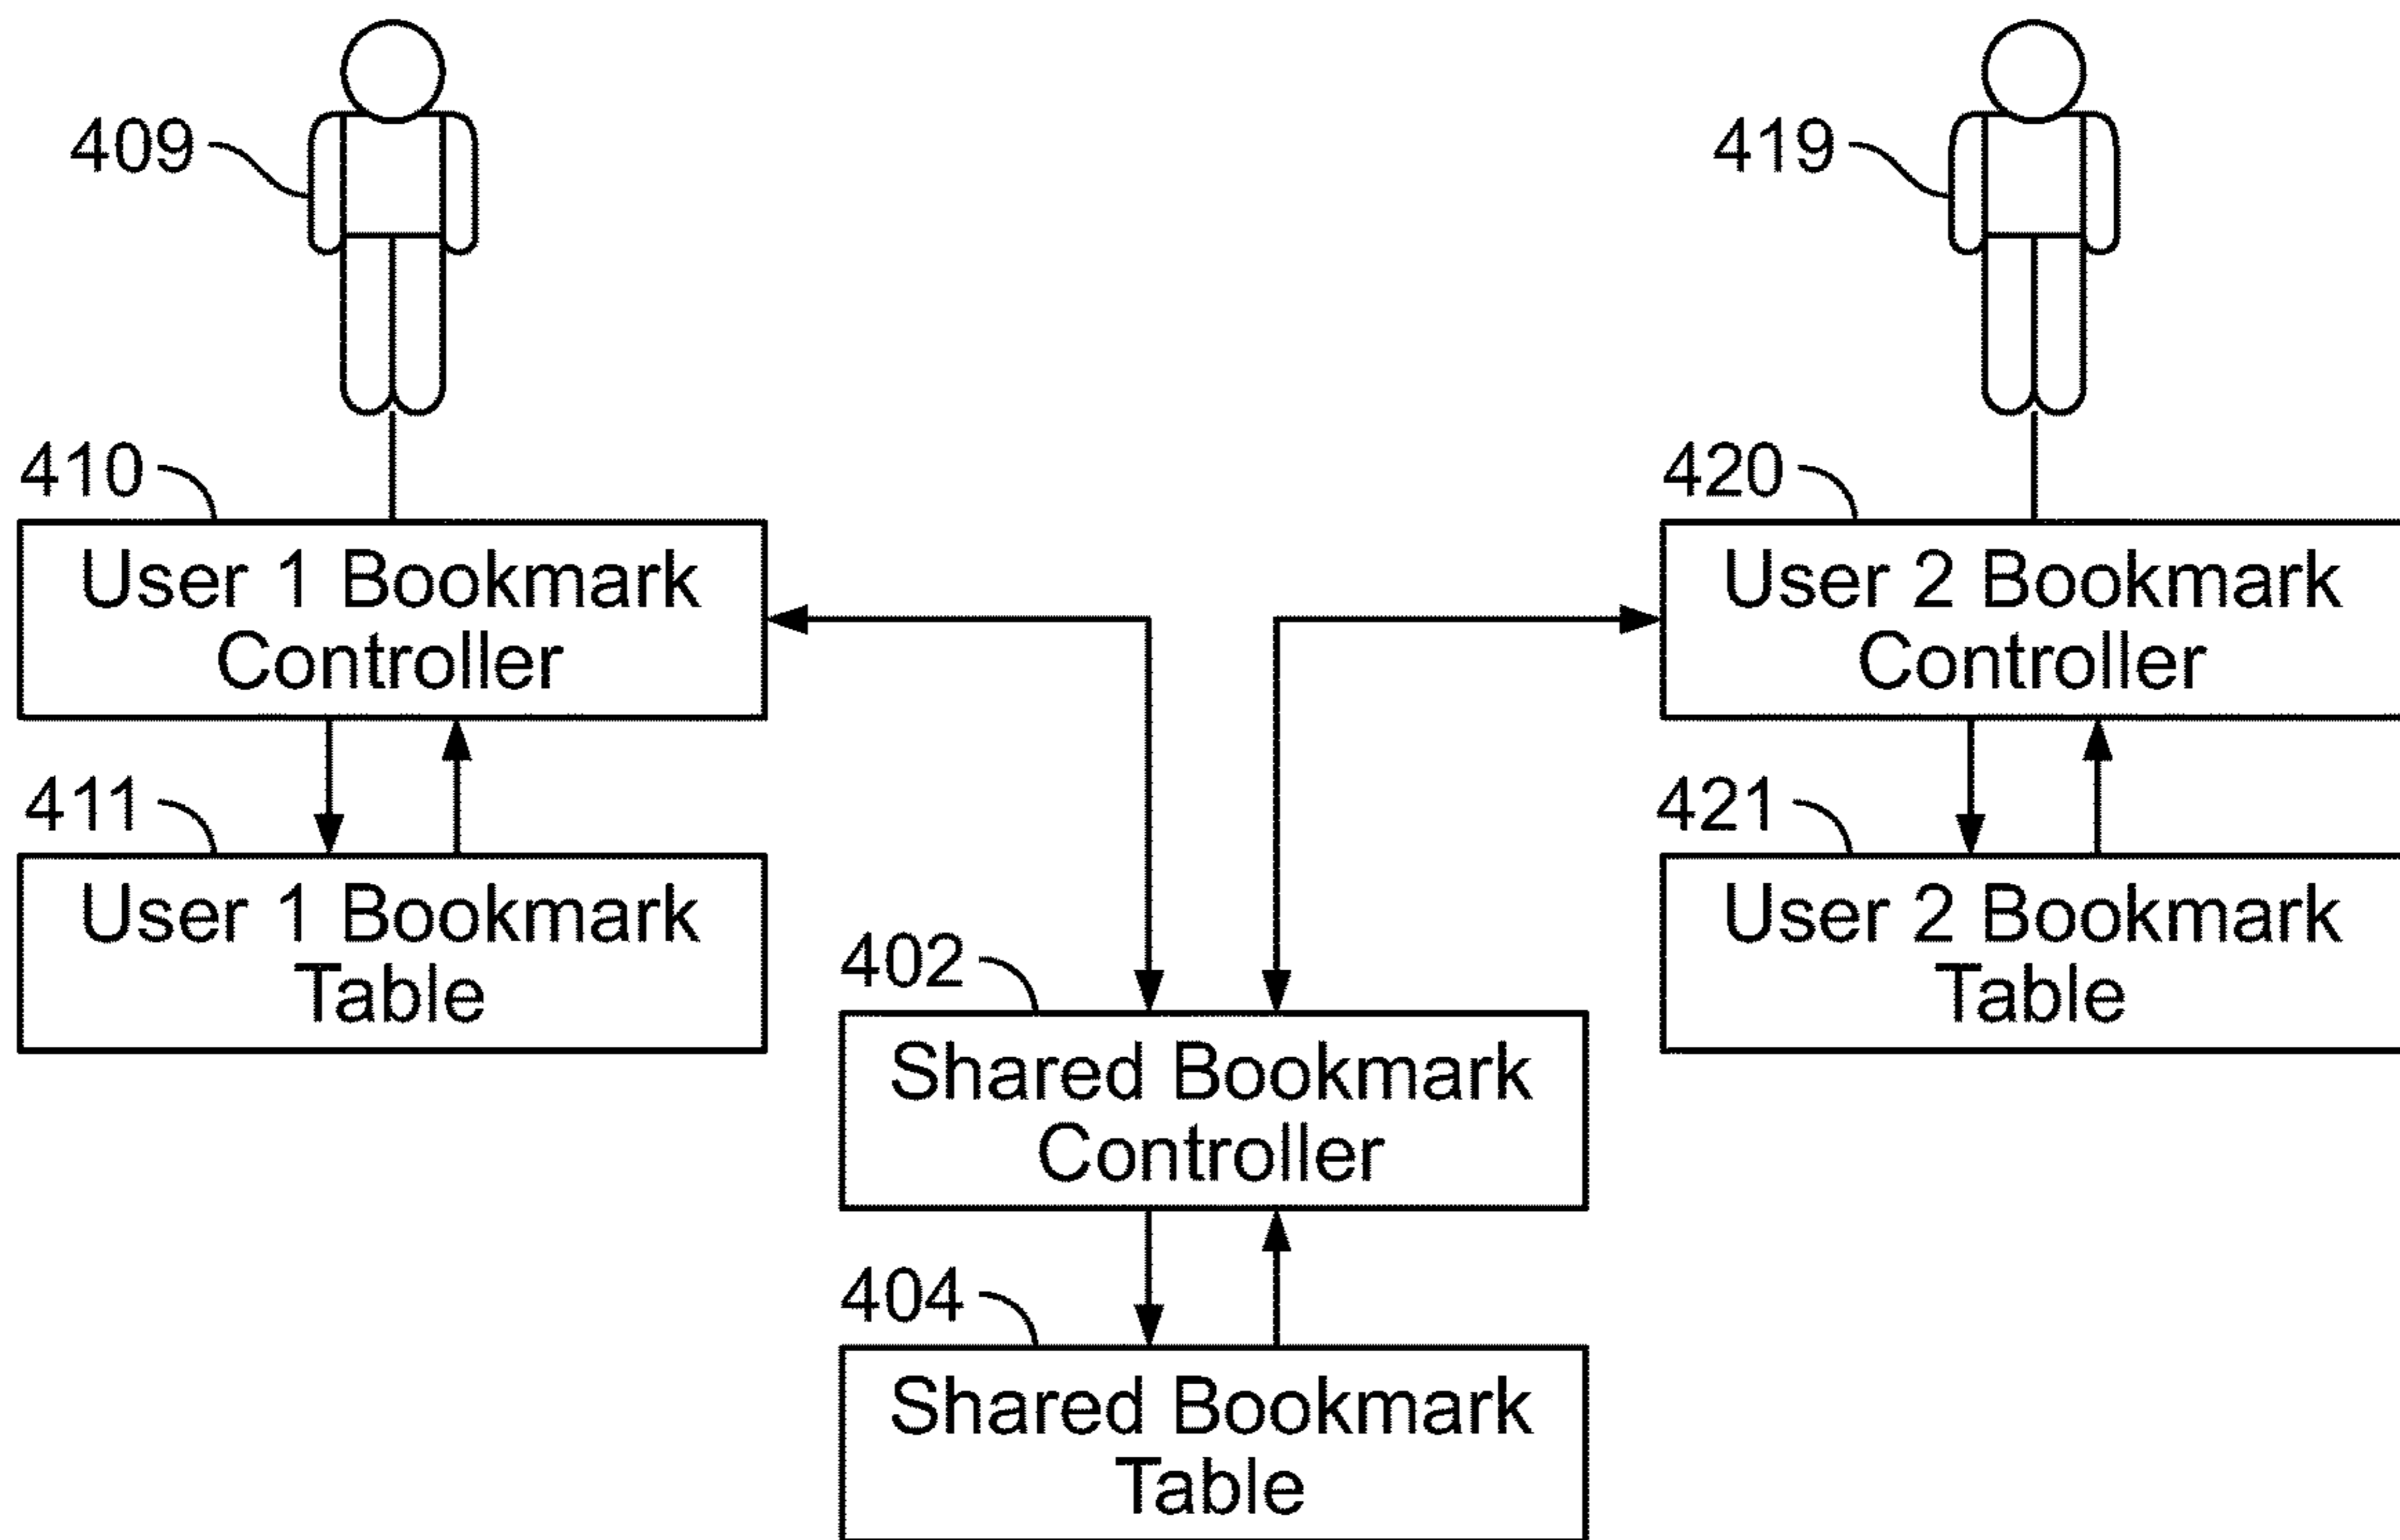 409
419
410
420
User 1 Bookmark
Controller
User 2 Bookmark
Controller
411
421
User 1 Bookmark
Table
User 2 Bookmark
Table
402
Shared Bookmark
Controller
404
Shared Bookmark
Table